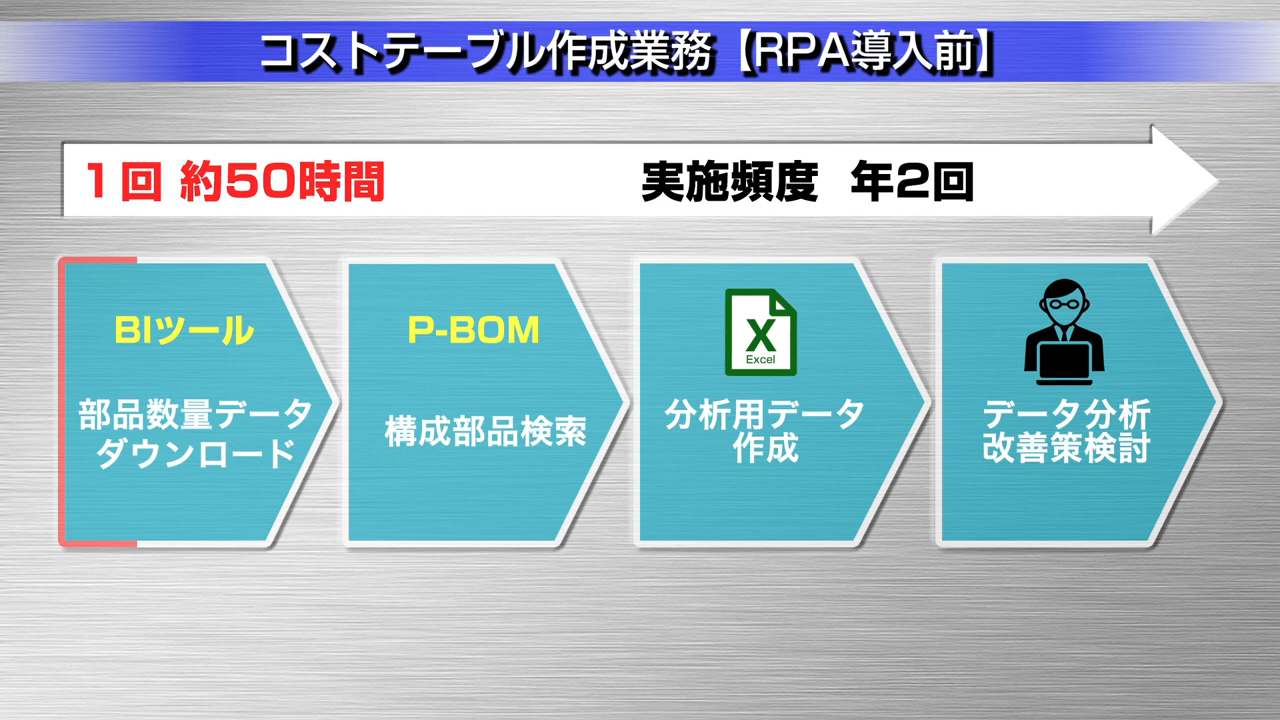 コストテーブル作成業務【RPA導入前】
1回 約50時間 実施頻度 年2回
BIツール
部品数量データ
ダウンロード
P-BOM
構成部品検索
X
Excel
分析用データ
作成
データ分析
改善策検討